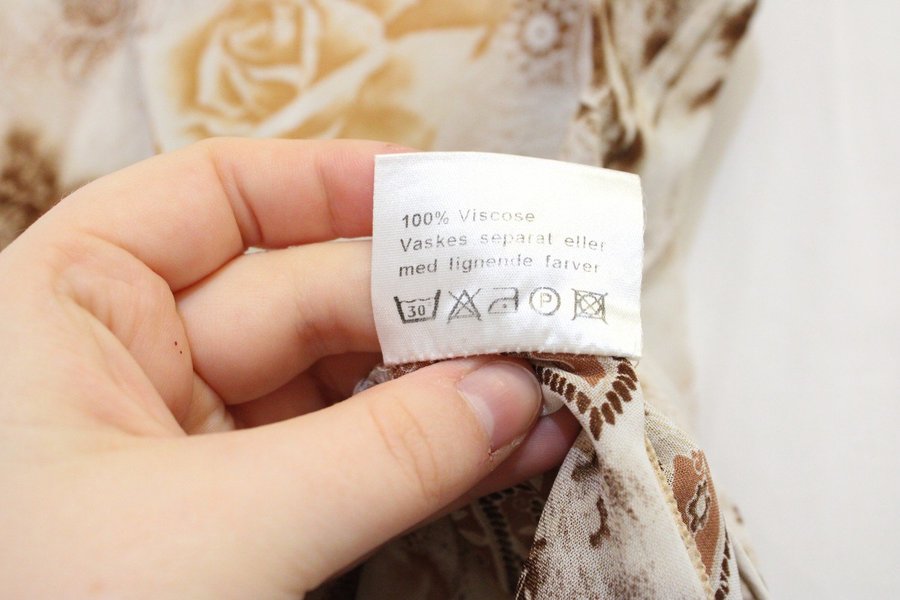 100% Viscose
Vaskes separat eller
med lignende farver
30 P